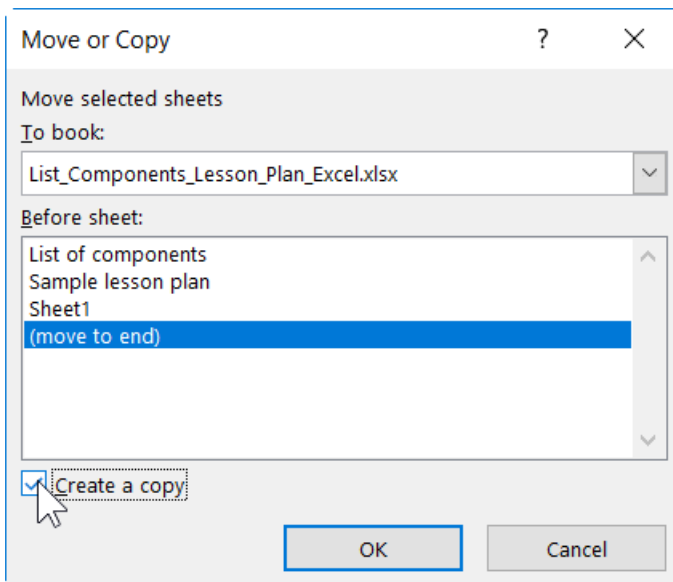 Move or Copy ?
Move selected sheets
To book:
List_Components_Lesson_Plan_Excel.xlsx
Before sheet:
List of components
Sample lesson plan
Sheet1
(move to end)
Create a copy
OK Cancel